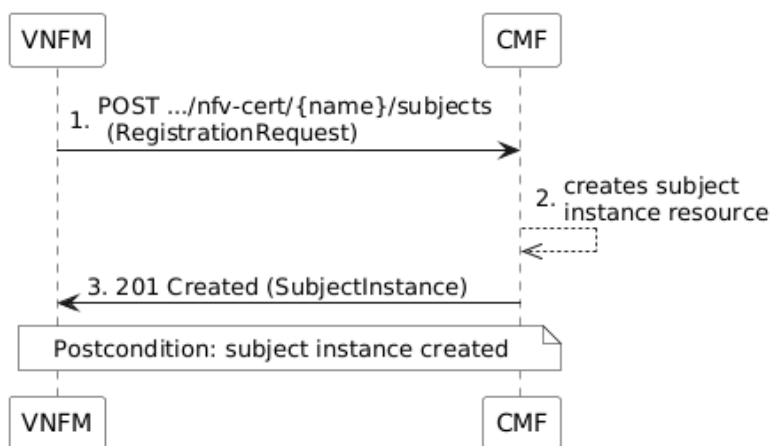 VNFM CMF
1. POST .../nfv-cert/{name}/subjects
(RegistrationRequest)
2. creates subject
instance resource
3. 201 Created (SubjectInstance)
Postcondition: subject instance created
VNFM CMF